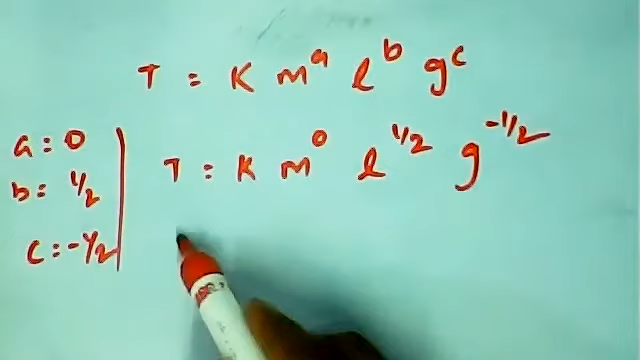 T = K m^a l^b g^c
a = 0
b = 1/2
c = -1/2
T = K m^0 l^1/2 g^-1/2